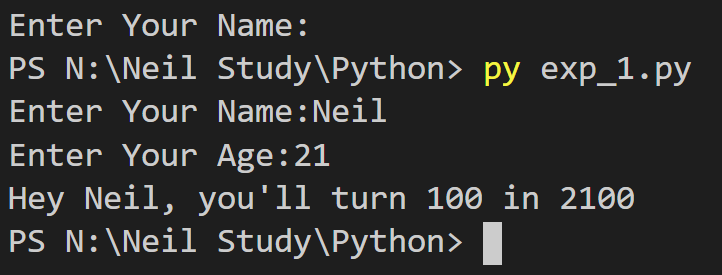 Enter Your Name:
PS N:\Neil Study\Python> py exp_1.py
Enter Your Name:Neil
Enter Your Age:21
Hey Neil, you'll turn 100 in 2100
PS N:\Neil Study\Python>